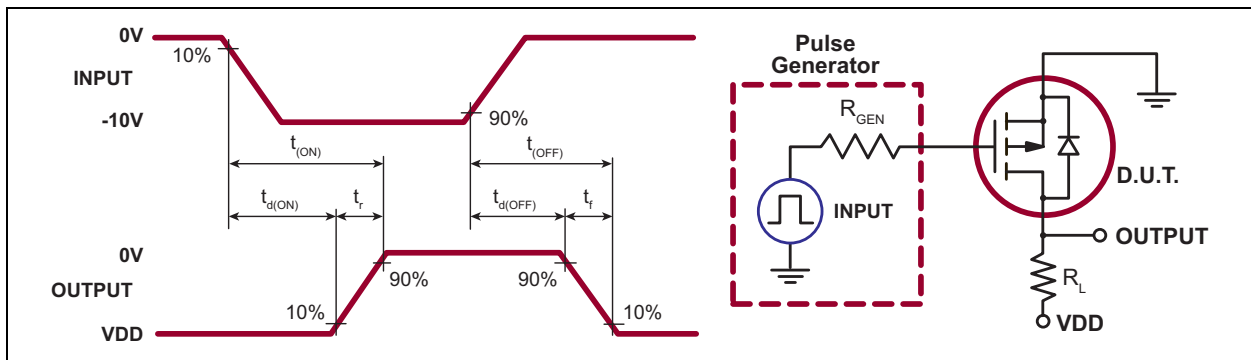 0V
10%
INPUT
-10V
90%
t(ON)
t(OFF)
td(ON)
tr
td(OFF)
tf
0V
90%
90%
OUTPUT
10%
10%
VDD
Pulse
Generator
RGEN
INPUT
D.U.T.
OUTPUT
RL
VDD